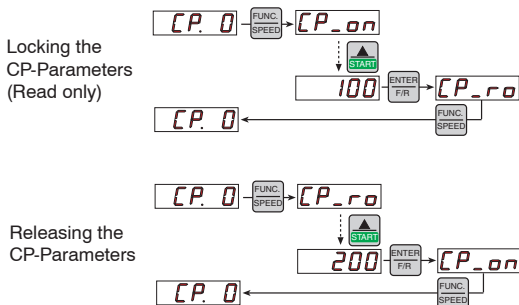 CP. 0 FUNC. SPEED CP_on
START
Locking the
CP-Parameters
(Read only)
100 ENTER F/R CP_ro
CP. 0 FUNC. SPEED
CP. 0 FUNC. SPEED CP_ro
START
Releasing the
CP-Parameters
200 ENTER F/R CP_on
CP. 0 FUNC. SPEED